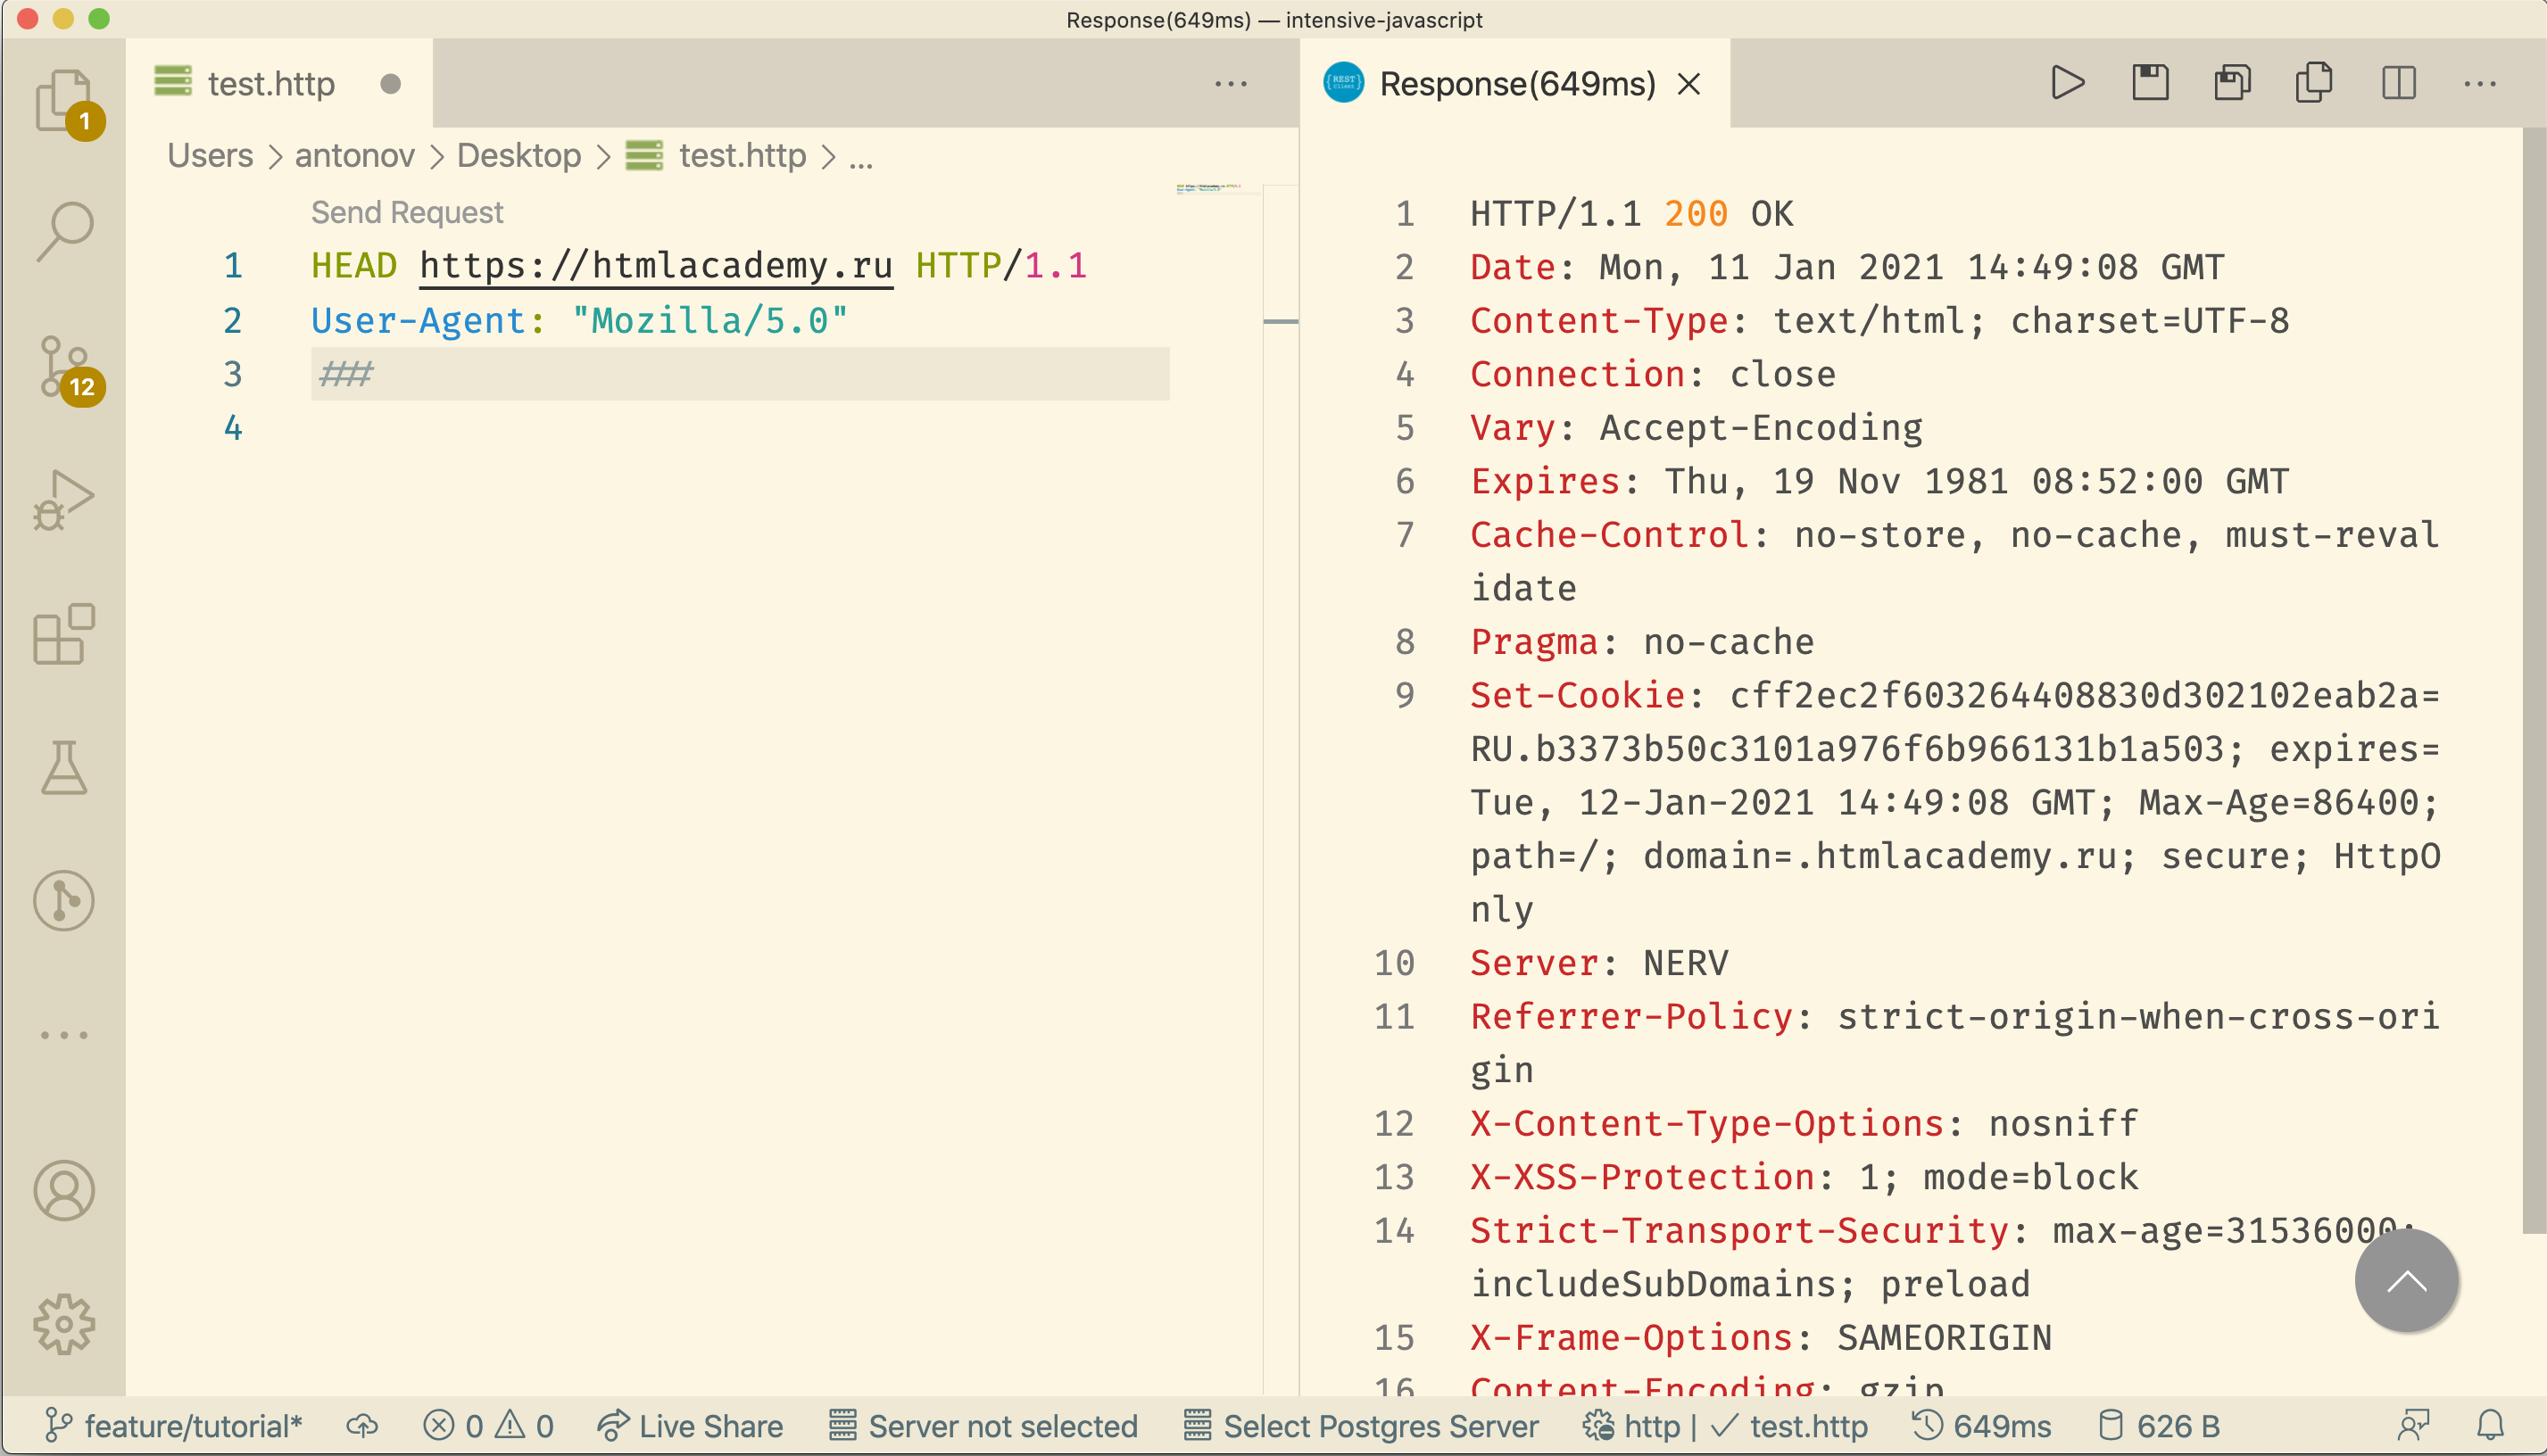 Response(649ms) — intensive-javascript
test.http
Response(649ms)
Users > antonov > Desktop > test.http > ...
Send Request
1 HEAD https://htmlacademy.ru HTTP/1.1
2 User-Agent: "Mozilla/5.0"
3 ###
4
1
12
1 HTTP/1.1 200 OK
2 Date: Mon, 11 Jan 2021 14:49:08 GMT
3 Content-Type: text/html; charset=UTF-8
4 Connection: close
5 Vary: Accept-Encoding
6 Expires: Thu, 19 Nov 1981 08:52:00 GMT
7 Cache-Control: no-store, no-cache, must-reval
idate
8 Pragma: no-cache
9 Set-Cookie: cff2ec2f603264408830d302102eab2a=
RU.b3373b50c3101a976f6b966131b1a503; expires=
Tue, 12-Jan-2021 14:49:08 GMT; Max-Age=86400;
path=/; domain=.htmlacademy.ru; secure; HttpO
nly
10 Server: NERV
11 Referrer-Policy: strict-origin-when-cross-ori
gin
12 X-Content-Type-Options: nosniff
13 X-XSS-Protection: 1; mode=block
14 Strict-Transport-Security: max-age=31536000;
includeSubDomains; preload
15 X-Frame-Options: SAMEORIGIN
16 Content-Encoding: gzip
feature/tutorial* 0 0 Live Share Server not selected Select Postgres Server http | ✓ test.http 649ms 626 B